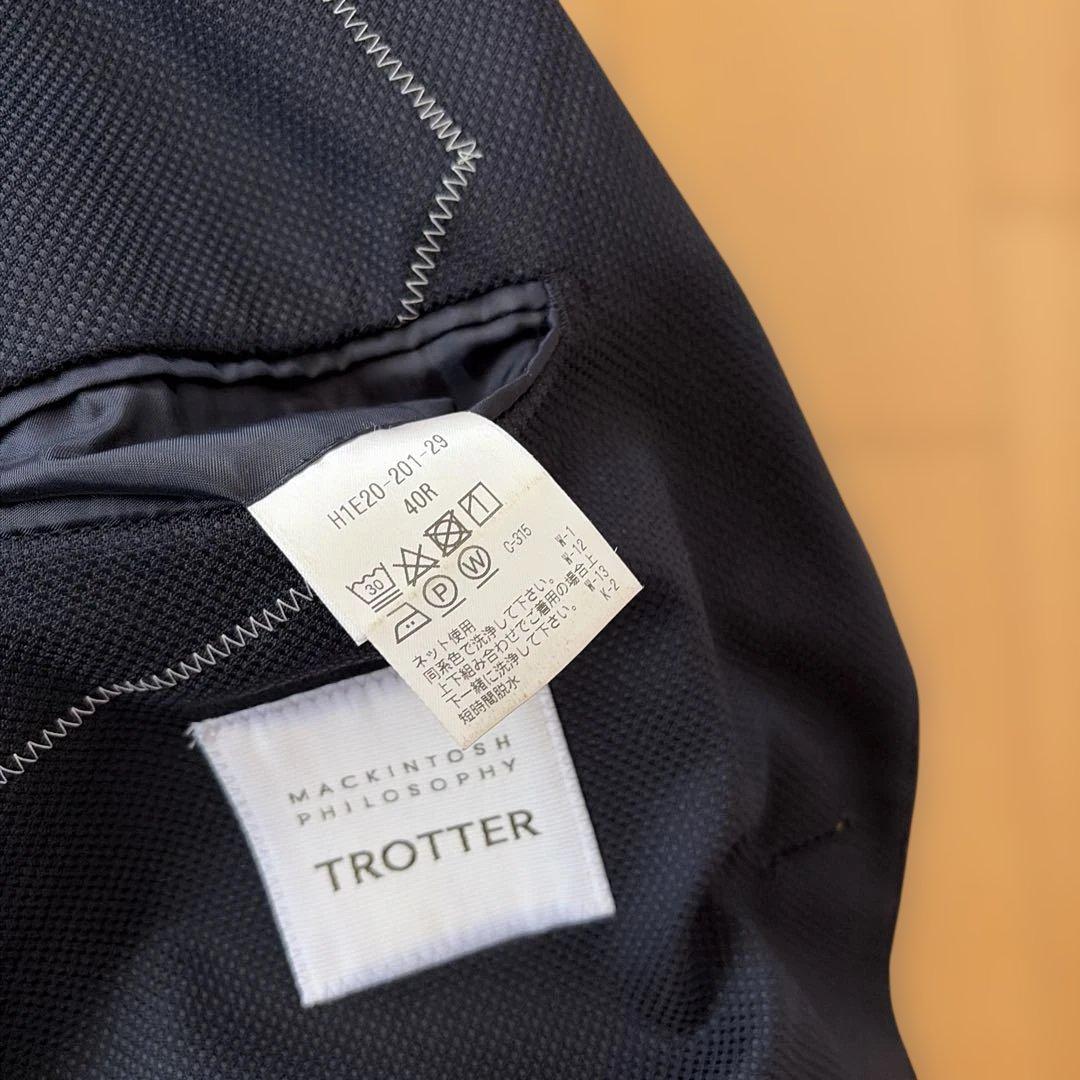 H1E20-201-29
40R
30
P
W
C-315
W-1
W-12
W-13
K-2
ネット使用
同系色で洗浄して下さい。
上下組み合わせでご着用の場合上
下一緒に洗浄して下さい。
短時間脱水
MACKINTOSH
PHILOSOPHY
TROTTER